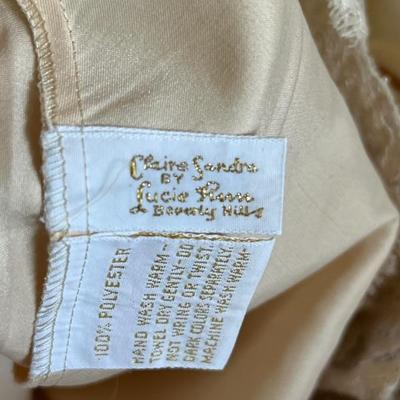 Claire Sandra
BY
Lucie Ann
Beverly Hills
100% POLYESTER
HAND WASH WARM-
TOWEL DRY GENTLY-DO
NOT WRING OR TWIST.
DARK COLORS SEPARATELY.
MACHINE WASH WARM-